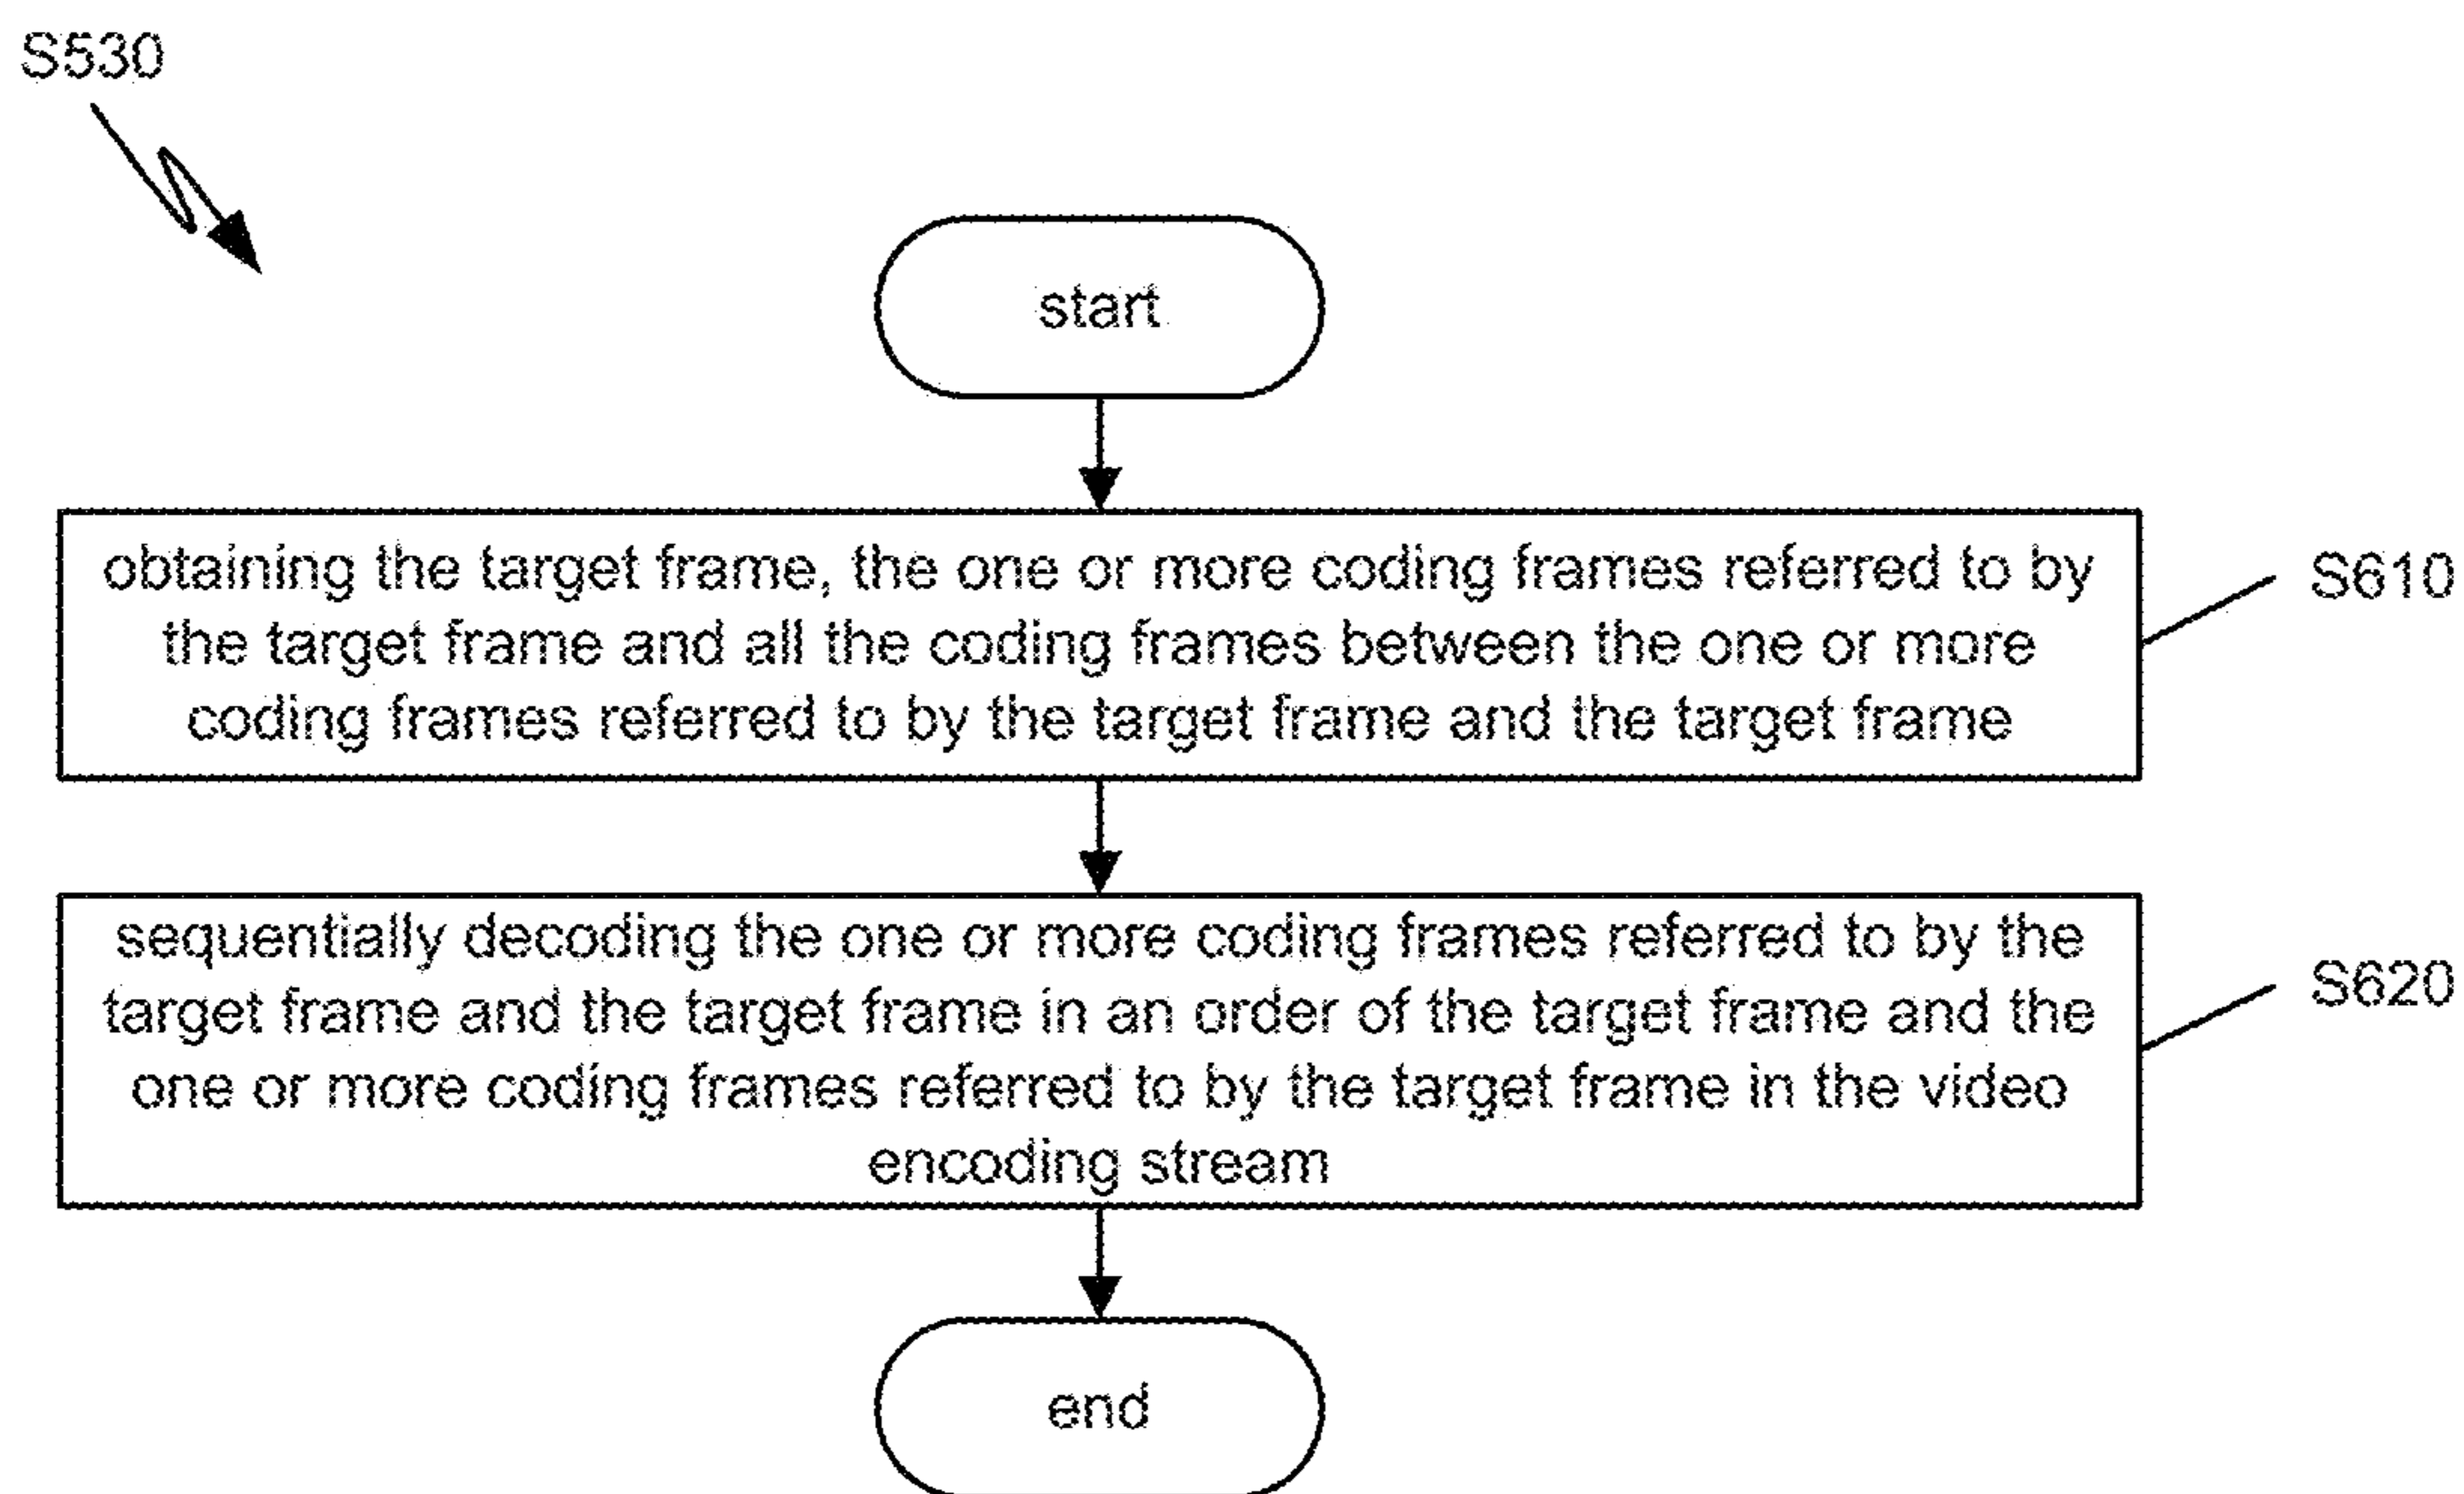 S530
start
obtaining the target frame, the one or more coding frames referred to by
the target frame and all the coding frames between the one or more
coding frames referred to by the target frame and the target frame
S610
sequentially decoding the one or more coding frames referred to by the
target frame and the target frame in an order of the target frame and the
one or more coding frames referred to by the target frame in the video
encoding stream
S620
end